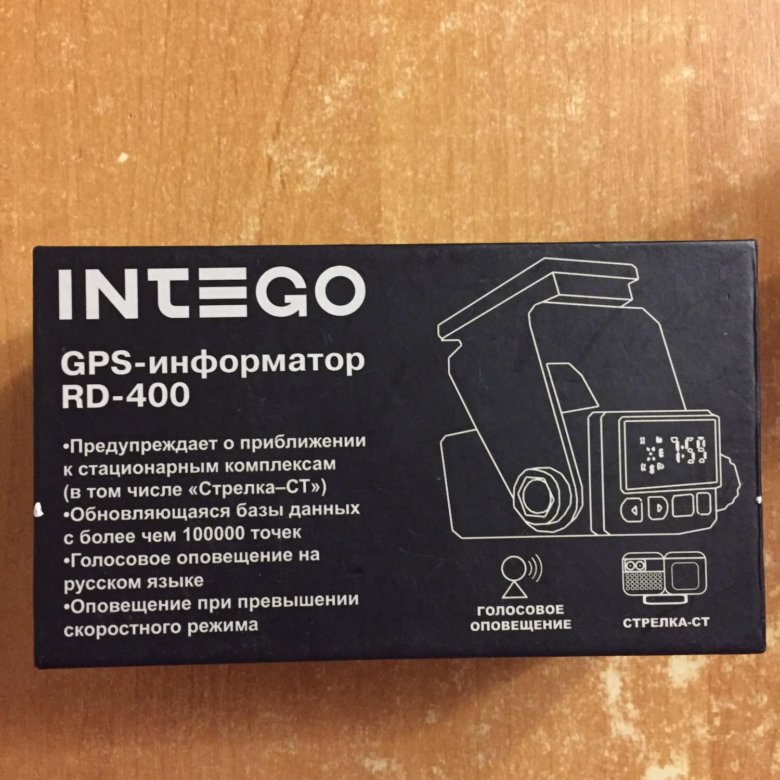 INTEGO
GPS-информатор
RD-400
•Предупреждает о приближении
к стационарным комплексам
(в том числе «Стрелка–СТ»)
•Обновляющаяся базы данных
с более чем 100000 точек
•Голосовое оповещение на
русском языке
•Оповещение при превышении
скоростного режима
7:59
ГОЛОСОВОЕ
ОПОВЕЩЕНИЕ
СТРЕЛКА-СТ